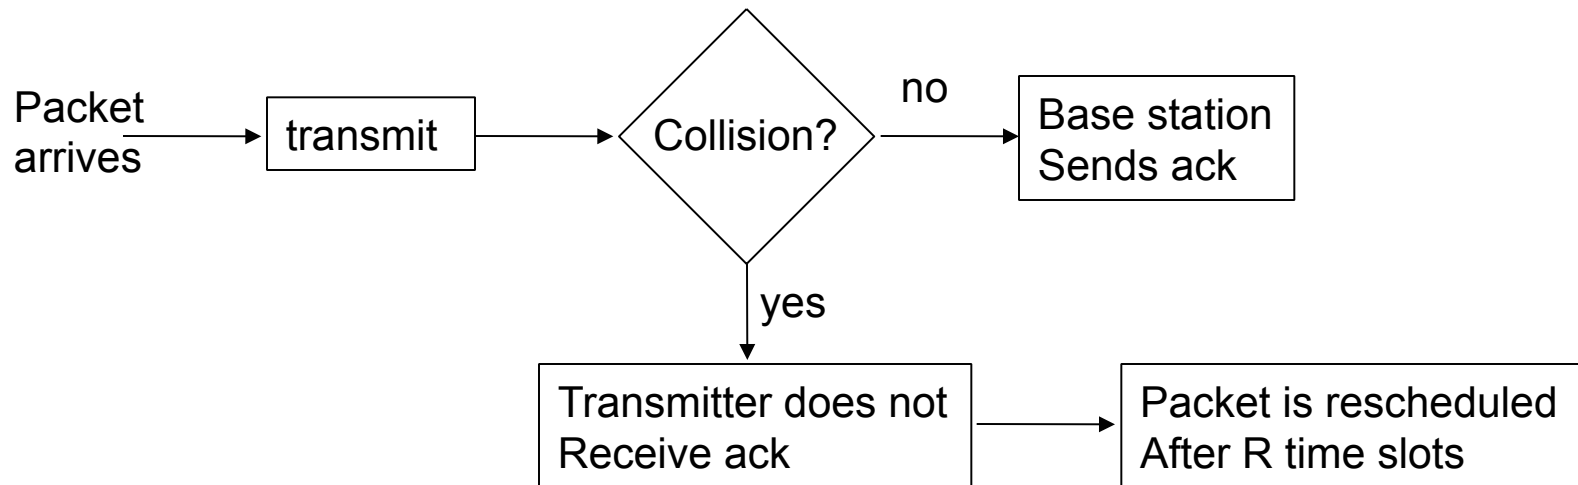 Packet
arrives
transmit
Collision?
no
Base station
Sends ack
yes
Transmitter does not
Receive ack
Packet is rescheduled
After R time slots